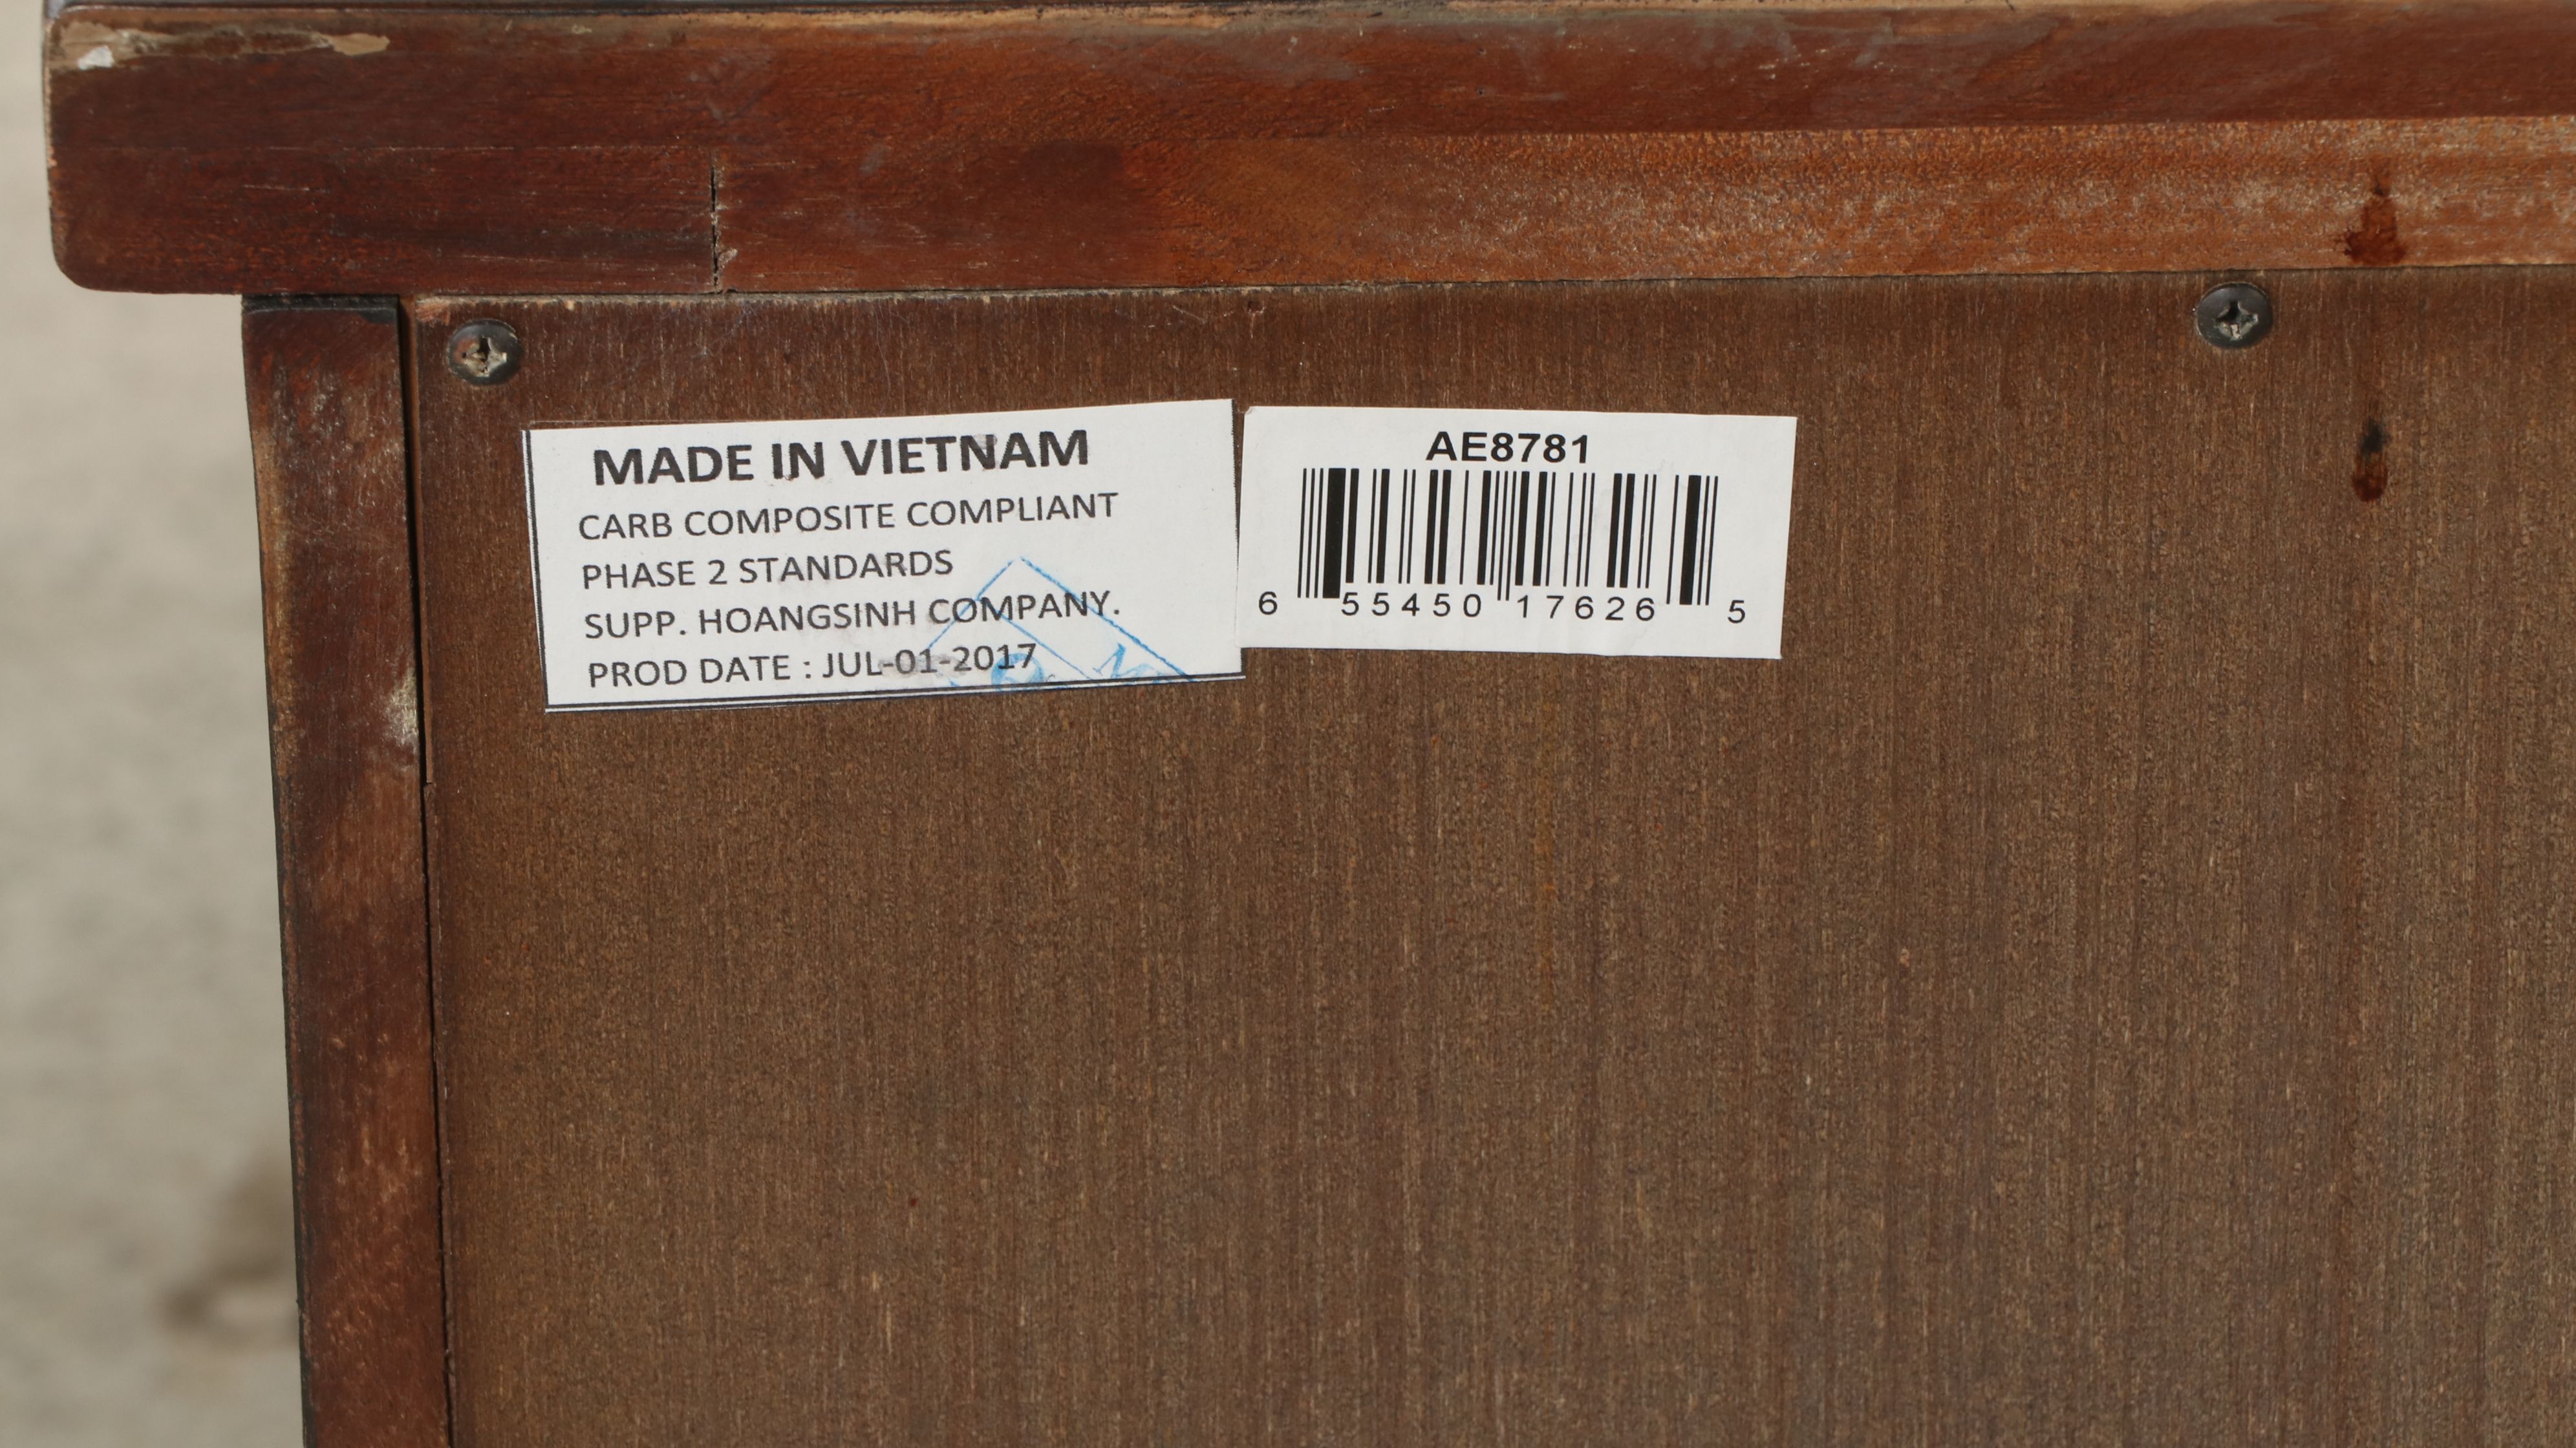 MADE IN VIETNAM
CARB COMPOSITE COMPLIANT
PHASE 2 STANDARDS
SUPP. HOANGSINH COMPANY.
PROD DATE : JUL-01-2017
AE8781
6 55450 17626 5